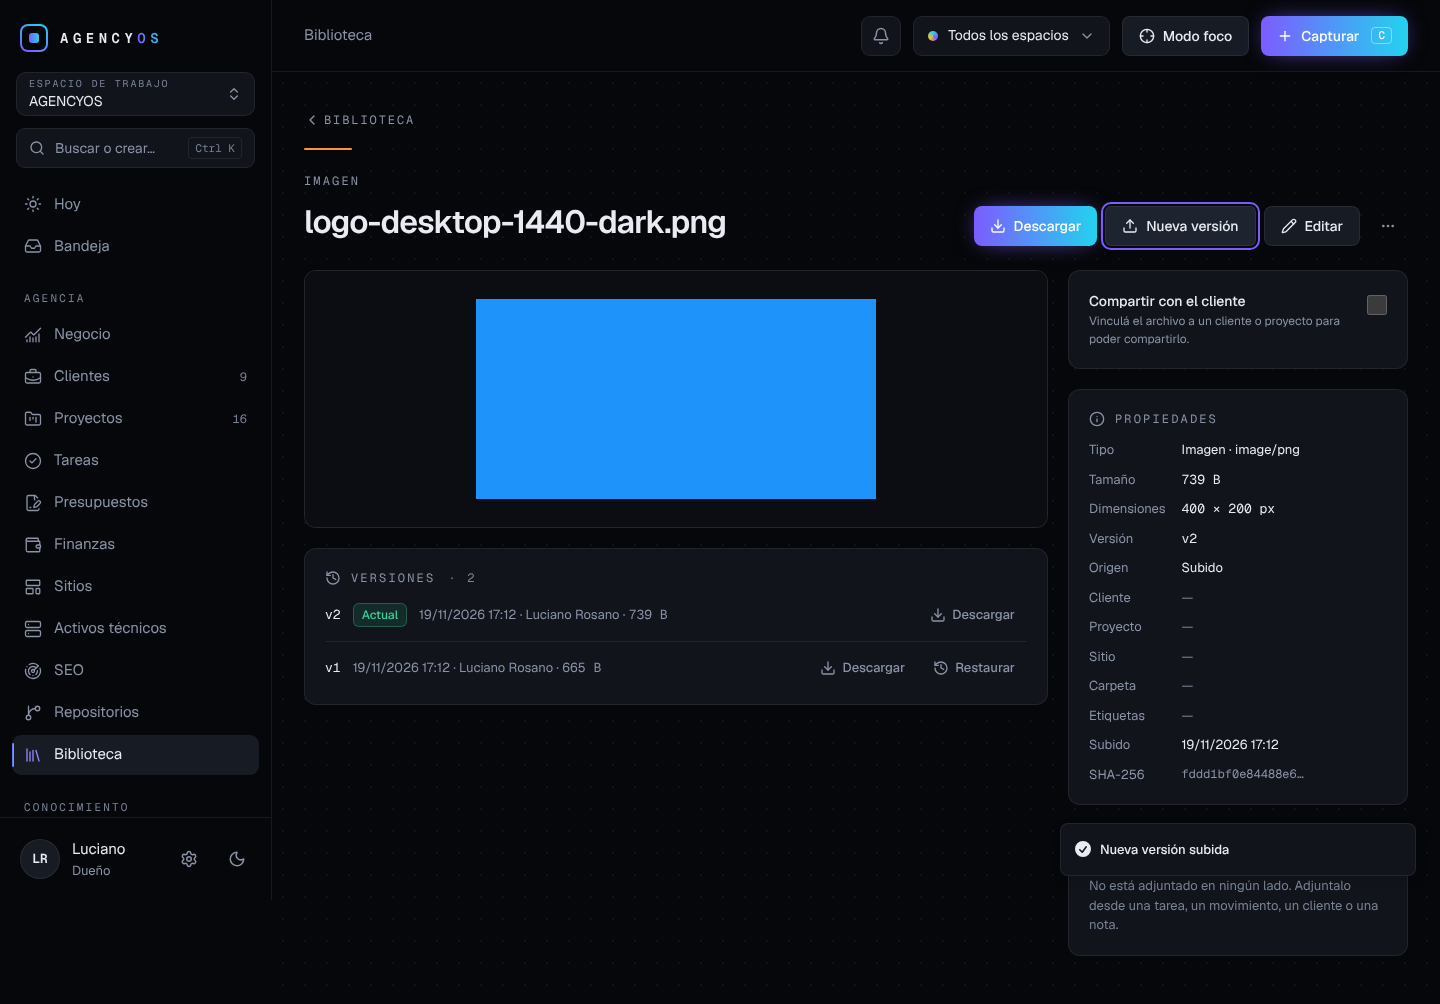 AGENCYOS
ESPACIO DE TRABAJO
AGENCYOS
Buscar o crear... Ctrl K
Hoy
Bandeja
AGENCIA
Negocio
Clientes 9
Proyectos 16
Tareas
Presupuestos
Finanzas
Sitios
Activos técnicos
SEO
Repositorios
Biblioteca
CONOCIMIENTO
LR
Luciano
Dueño
Biblioteca
Todos los espacios
Modo foco
Capturar C
BIBLIOTECA
IMAGEN
logo-desktop-1440-dark.png
Descargar
Nueva versión
Editar
VERSIONES · 2
v2 Actual 19/11/2026 17:12 · Luciano Rosano · 739 B Descargar
v1 19/11/2026 17:12 · Luciano Rosano · 665 B Descargar Restaurar
Compartir con el cliente
Vinculá el archivo a un cliente o proyecto para
poder compartirlo.
PROPIEDADES
Tipo Imagen · image/png
Tamaño 739 B
Dimensiones 400 × 200 px
Versión v2
Origen Subido
Cliente —
Proyecto —
Sitio —
Carpeta —
Etiquetas —
Subido 19/11/2026 17:12
SHA-256 fddd1bf0e84488e6…
Nueva versión subida
No está adjuntado en ningún lado. Adjuntalo
desde una tarea, un movimiento, un cliente o una
nota.